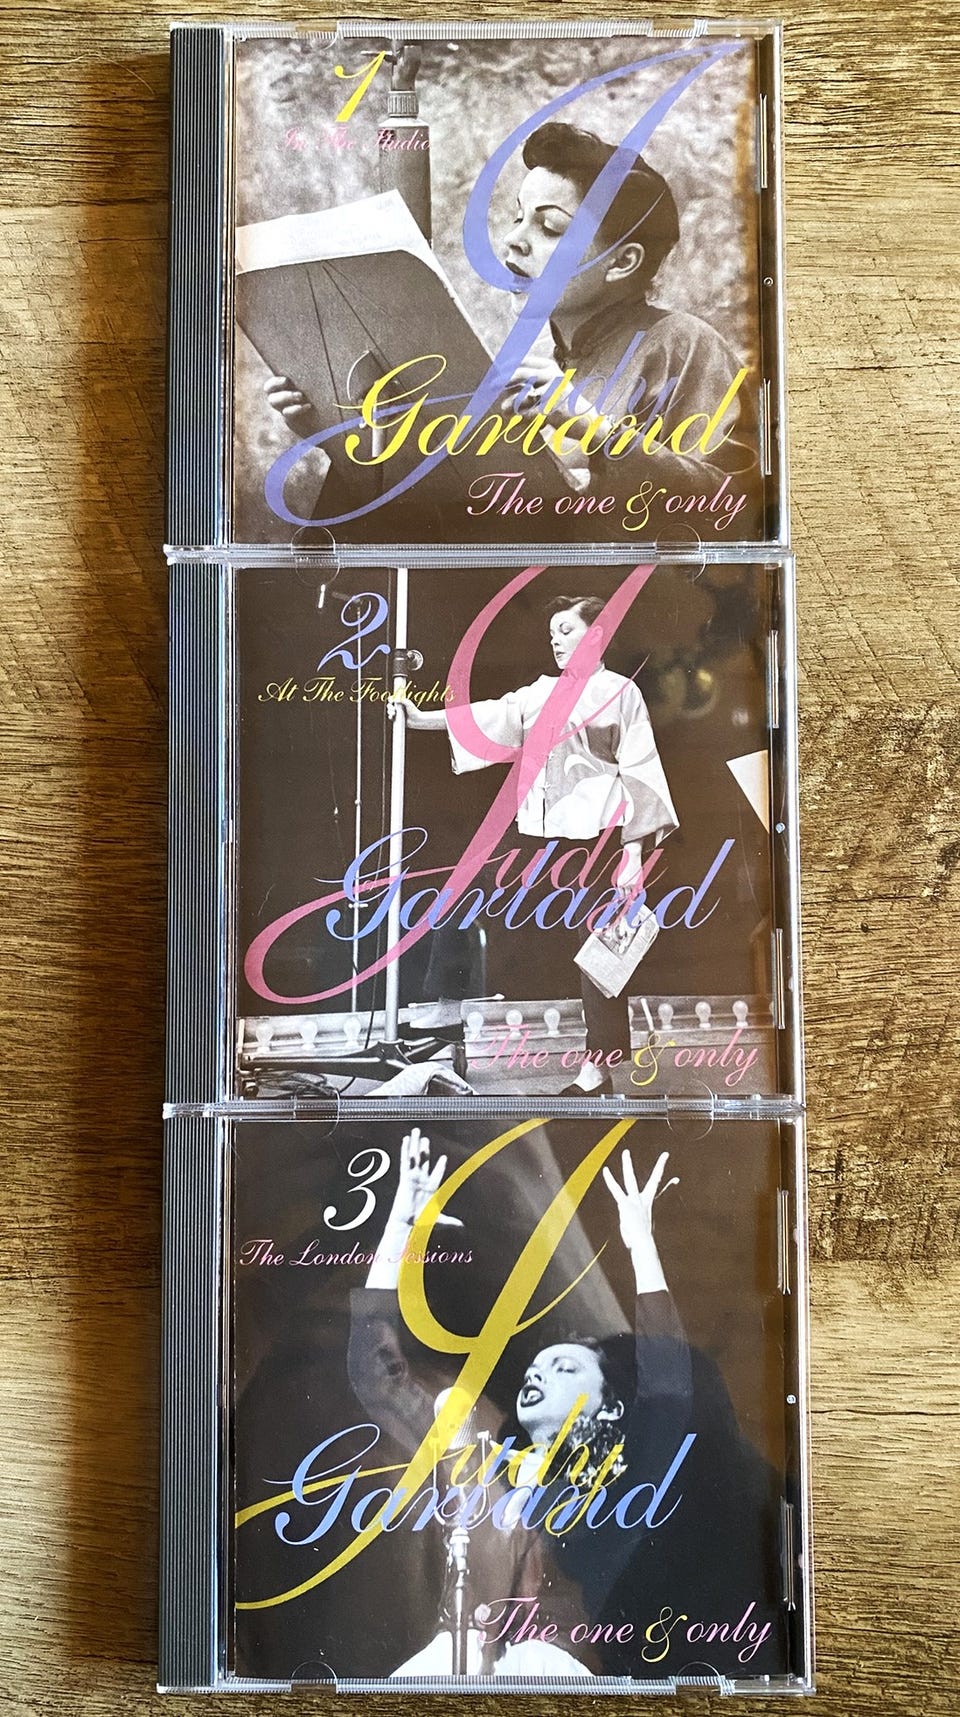 1
In The Studio
Judy
Garland
The one & only
2
At The Footlights
Judy
Garland
The one & only
3
The London Sessions
Judy
Garland
The one & only